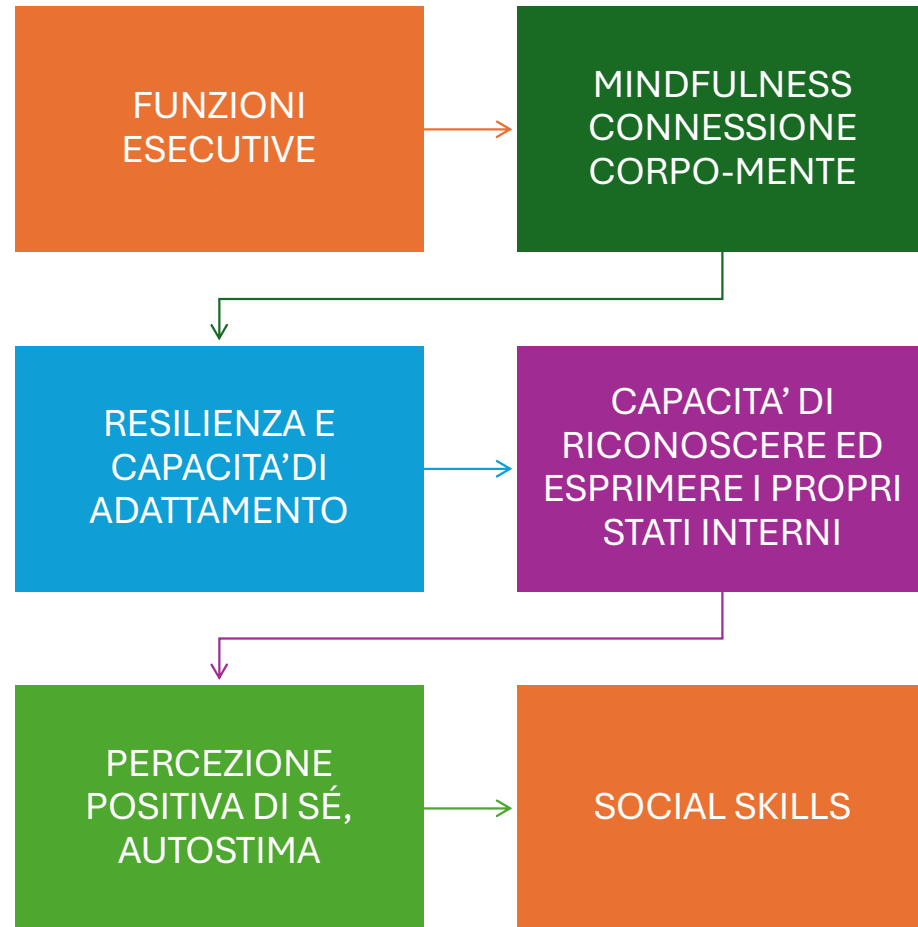 FUNZIONI
ESECUTIVE
MINDFULNESS
CONNESSIONE
CORPO-MENTE
RESILIENZA E
CAPACITA'DI
ADATTAMENTO
CAPACITA’ DI
RICONOSCERE ED
ESPRIMERE I PROPRI
STATI INTERNI
PERCEZIONE
POSITIVA DI SÉ,
AUTOSTIMA
SOCIAL SKILLS